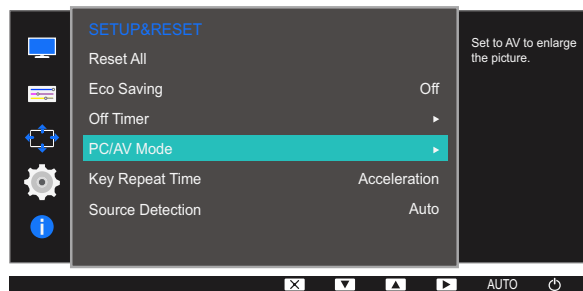 SETUP&RESET
Reset All
Eco Saving Off
Off Timer
PC/AV Mode
Key Repeat Time Acceleration
Source Detection Auto
Set to AV to enlarge
the picture.
AUTO